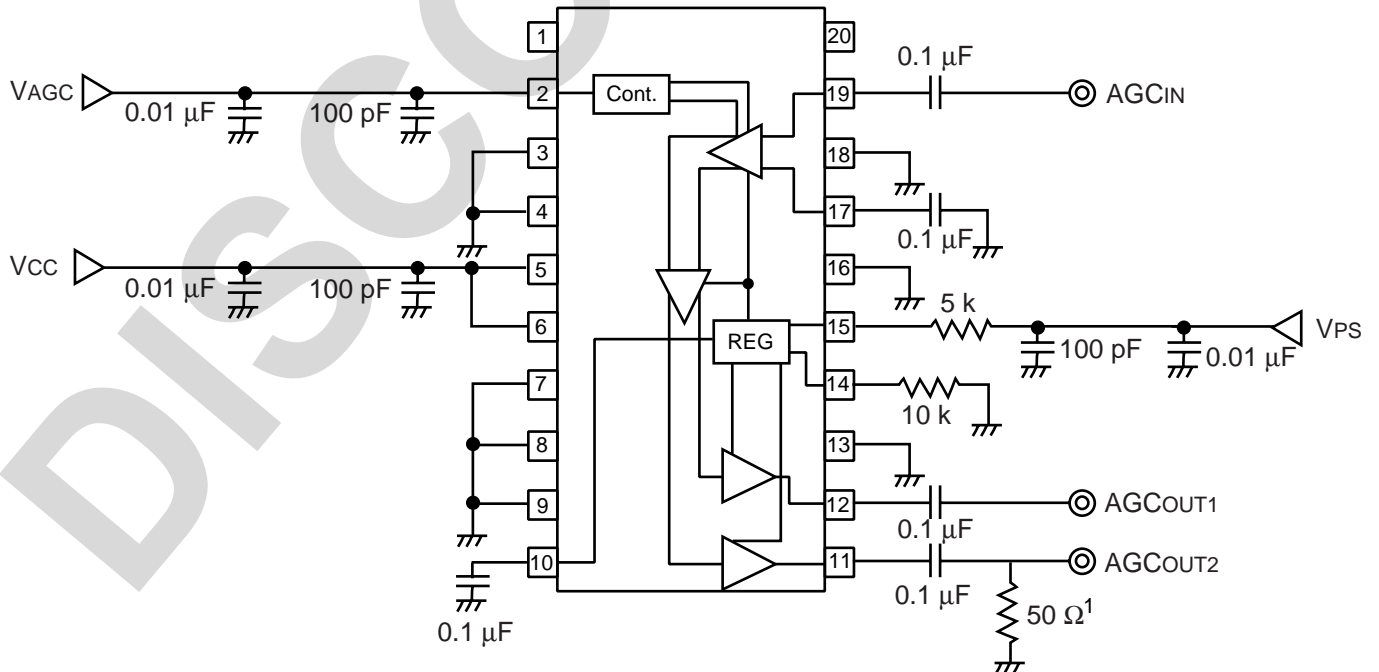 1
20
0.1 μF
VAGC
2
Cont.
19
AGCIN
0.01 μF
100 pF
3
18
4
17
0.1 μF
VCC
5
16
0.01 μF
100 pF
5 k
6
REG
15
VPS
100 pF
0.01 μF
7
14
10 k
8
13
9
12
AGCOUT1
0.1 μF
10
11
AGCOUT2
0.1 μF
50 Ω1
0.1 μF
DISCO